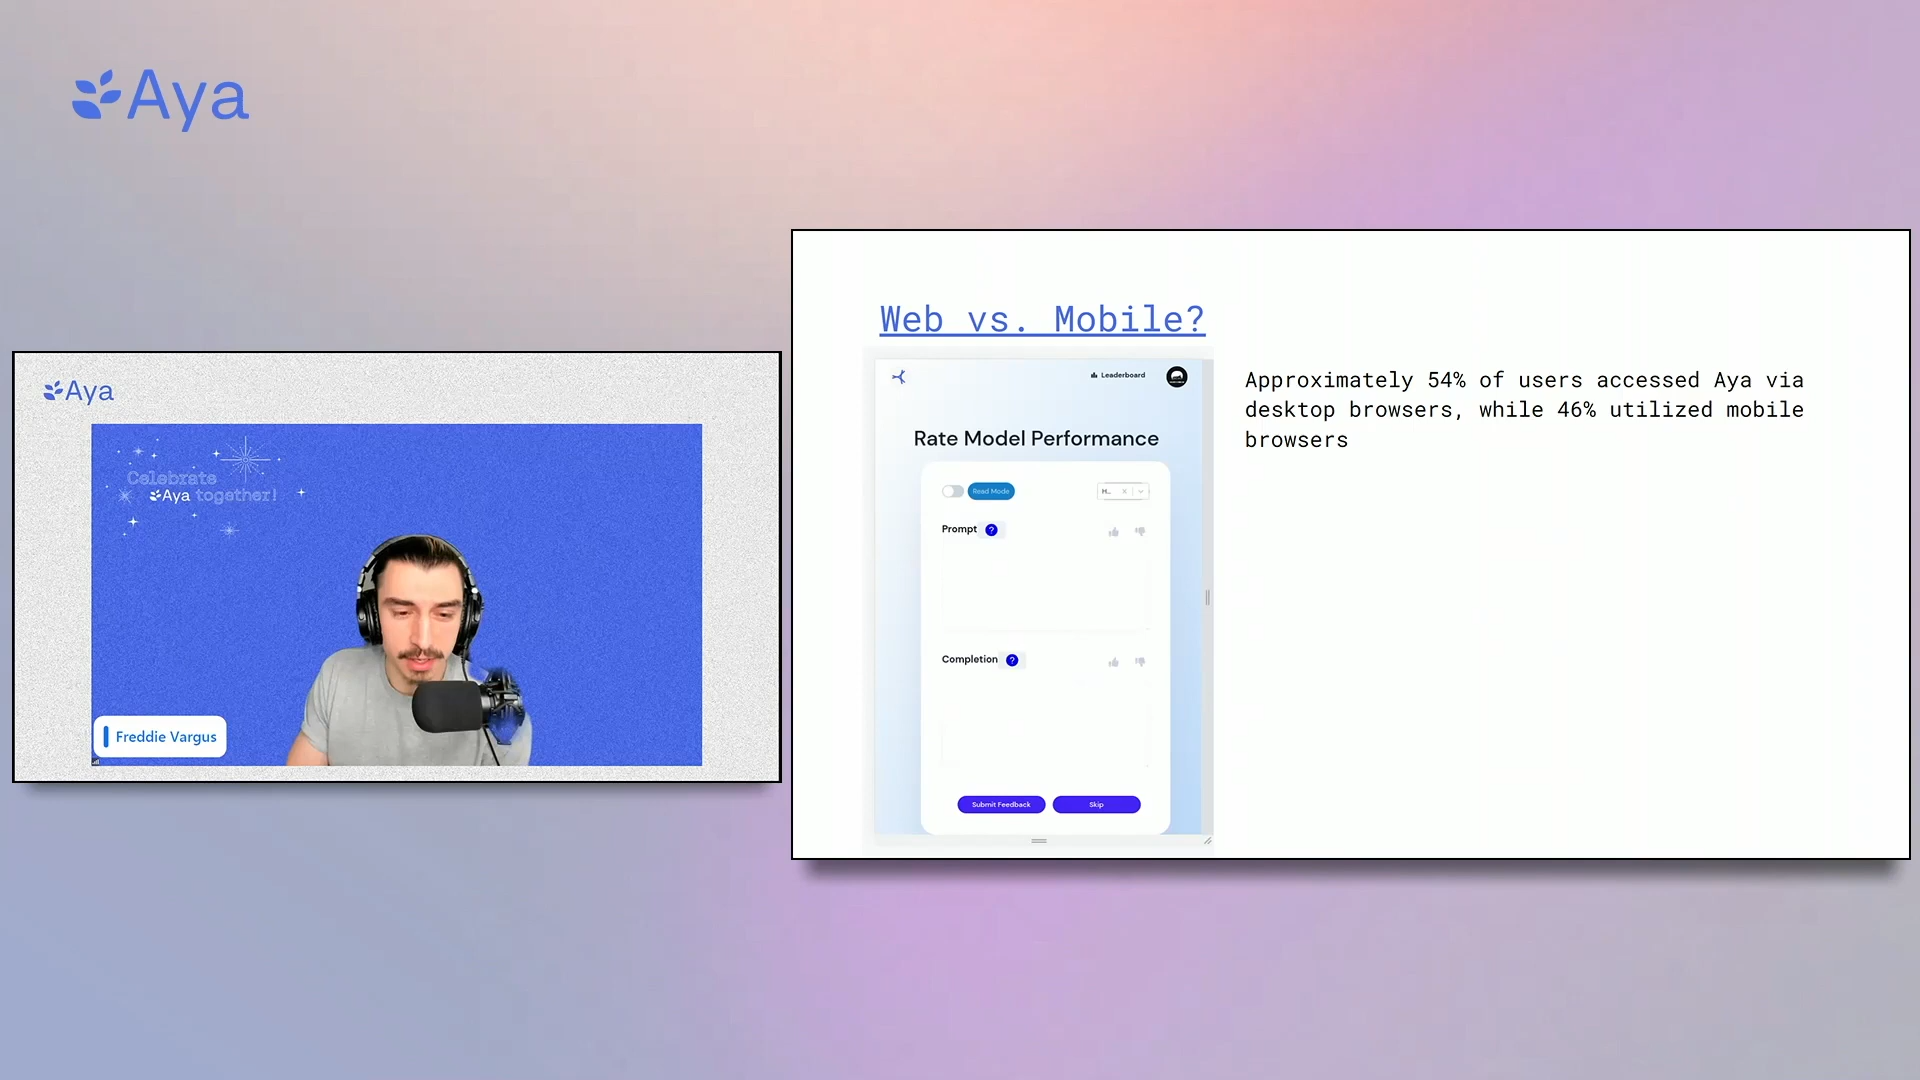 Aya
Aya
Celebrate
Aya together!
Freddie Vargus
Web vs. Mobile?
Leaderboard
Rate Model Performance
Read Mode
H...
Prompt ?
Completion ?
Submit Feedback
Skip
Approximately 54% of users accessed Aya via
desktop browsers, while 46% utilized mobile
browsers